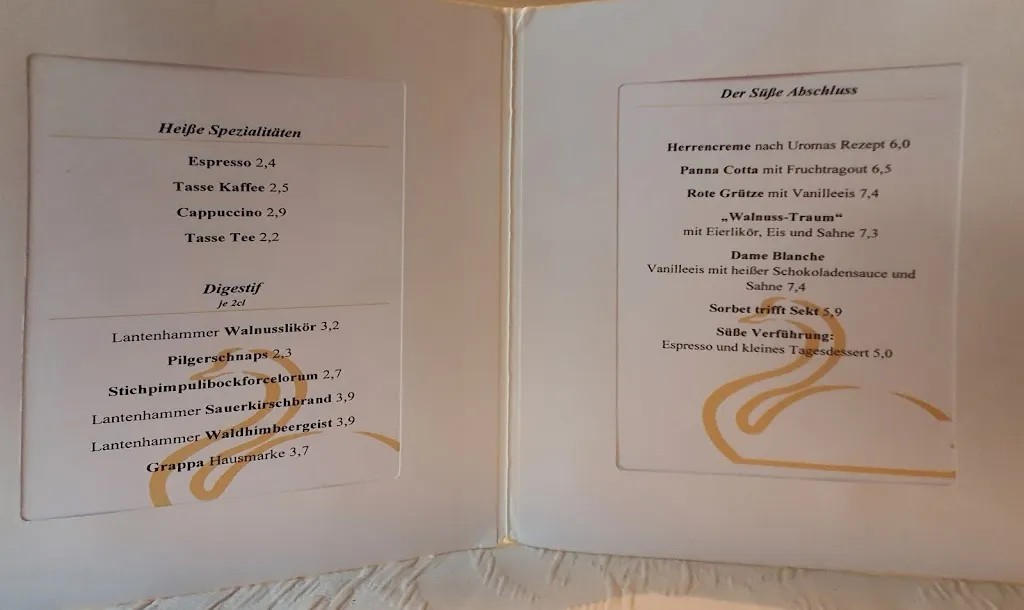 Heiße Spezialitäten
Espresso 2,4
Tasse Kaffee 2,5
Cappuccino 2,9
Tasse Tee 2,2
Digestif
je 2cl
Lantenhammer Walnusslikör 3,2
Pilgerschnaps 2,3
Stichpimpulibockforcelorum 2,7
Lantenhammer Sauerkirschbrand 3,9
Lantenhammer Waldhimbeergeist 3,9
Grappa Hausmarke 3,7
Der Süße Abschluss
Herrencreme nach Uromas Rezept 6,0
Panna Cotta mit Fruchtragout 6,5
Rote Grütze mit Vanilleeis 7,4
„Walnuss-Traum“
mit Eierlikör, Eis und Sahne 7,3
Dame Blanche
Vanilleeis mit heißer Schokoladensauce und
Sahne 7,4
Sorbet trifft Sekt 5,9
Süße Verführung:
Espresso und kleines Tagesdessert 5,0